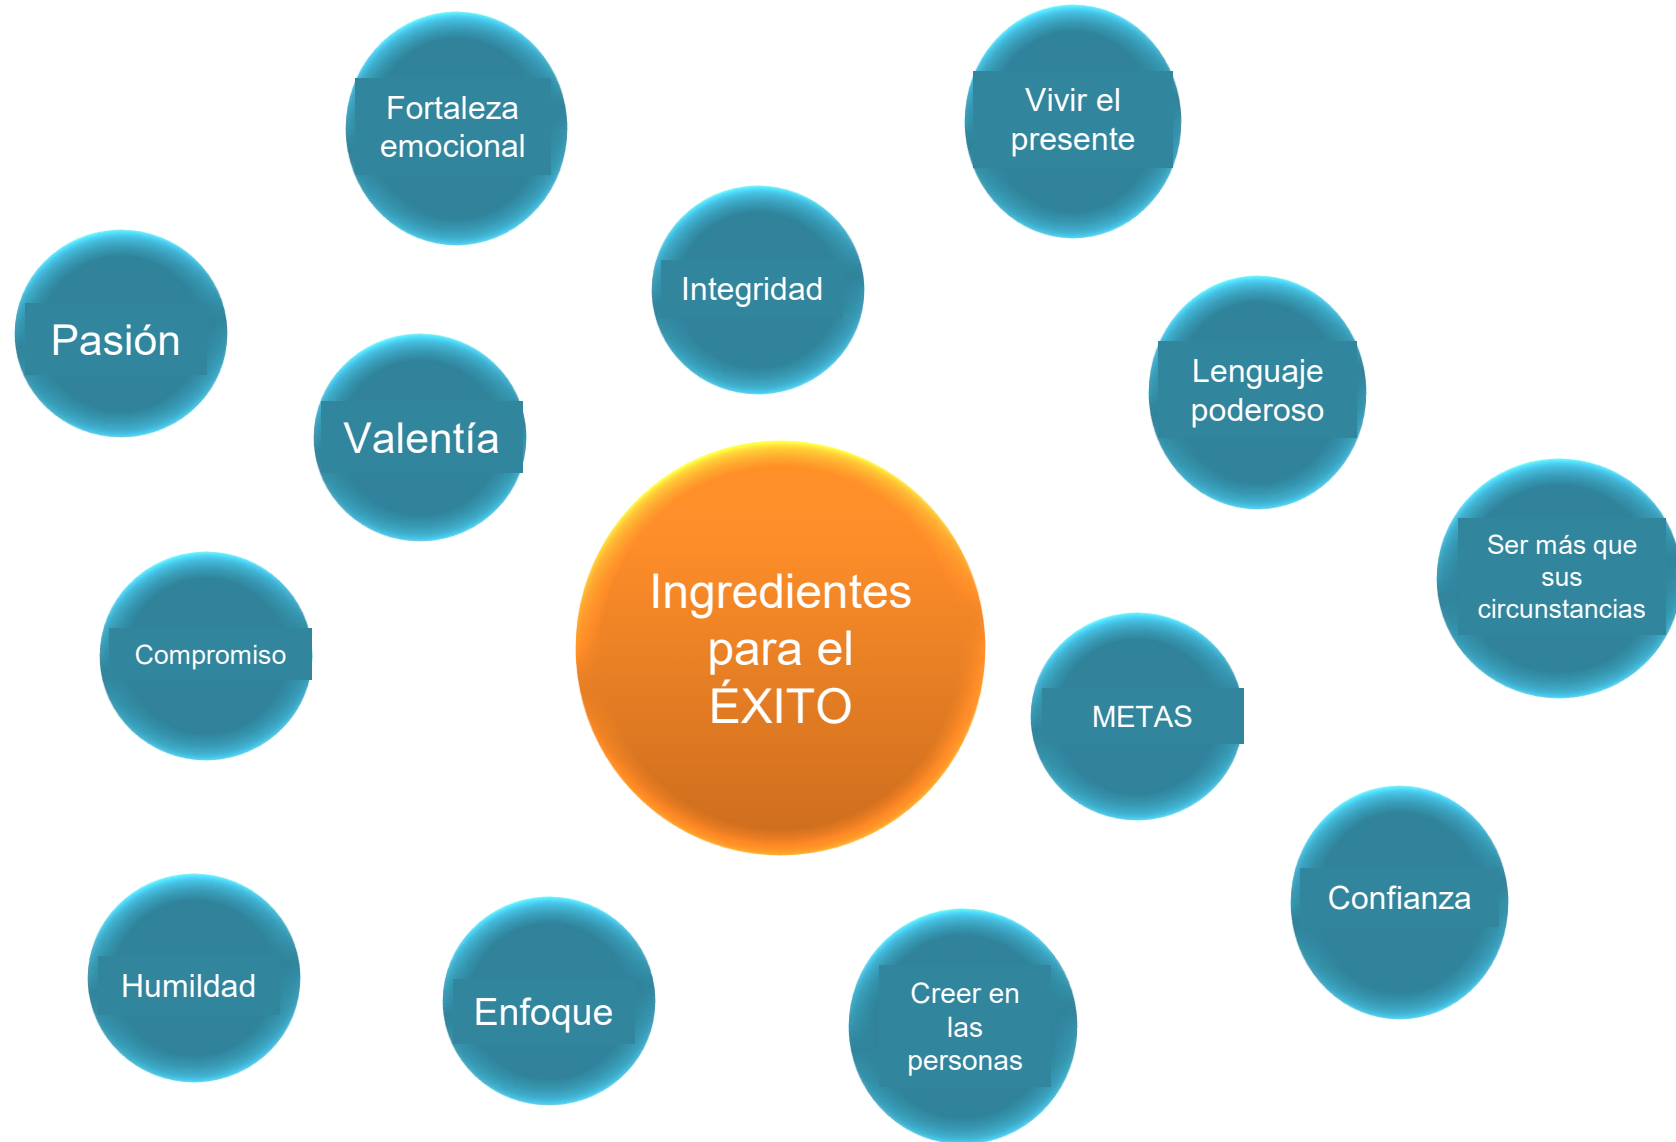 Fortaleza
emocional
Vivir el
presente
Integridad
Pasión
Valentía
Lenguaje
poderoso
Ser más que
sus
circunstancias
Ingredientes
para el
ÉXITO
Compromiso
METAS
Confianza
Humildad
Enfoque
Creer en
las
personas